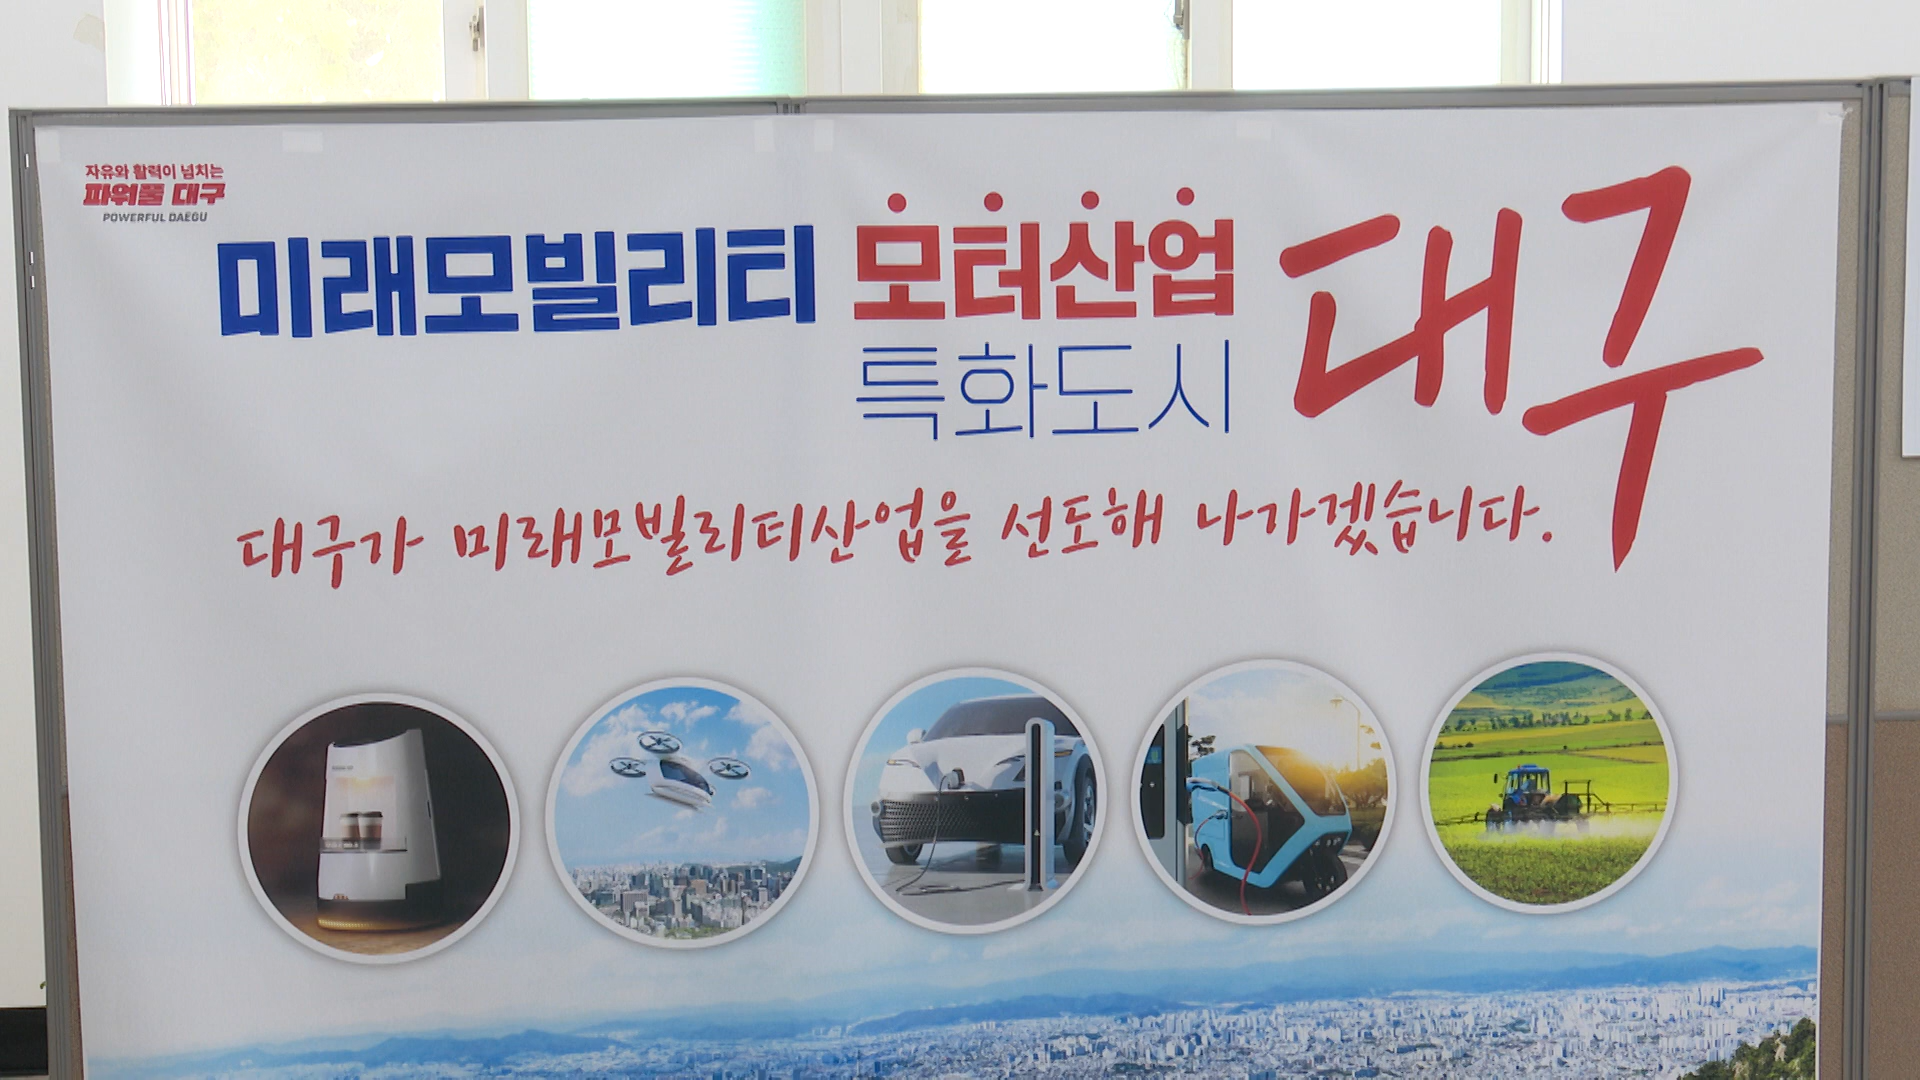 자유와 활력이 넘치는
파워풀 대구
POWERFUL DAEGU
미래모빌리티 모터산업
특화도시
대구
대구가 미래모빌리티산업을 선도해 나가겠습니다.